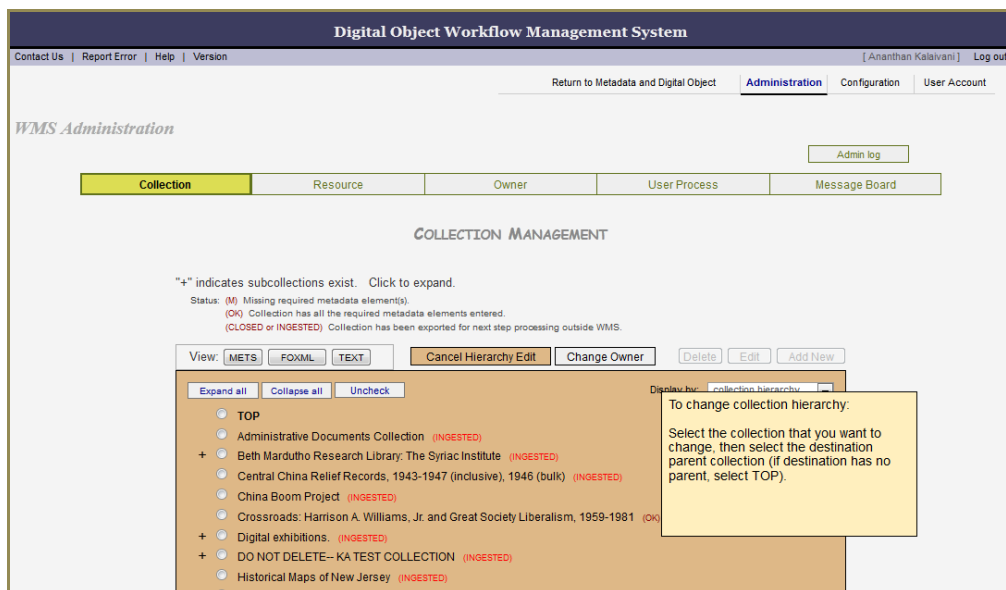 Digital Object Workflow Management System
Contact Us | Report Error | Help | Version [ Ananthan Kalaivani ] Log out
Return to Metadata and Digital Object Administration Configuration User Account
WMS Administration
Admin log
Collection Resource Owner User Process Message Board
COLLECTION MANAGEMENT
"+" indicates subcollections exist. Click to expand.
Status: (M) Missing required metadata element(s).
(OK) Collection has all the required metadata elements entered.
(CLOSED or INGESTED) Collection has been exported for next step processing outside WMS.
View: METS FOXML TEXT Cancel Hierarchy Edit Change Owner Delete Edit Add New
Expand all Collapse all Uncheck Display by: collection hierarchy
To change collection hierarchy:
Select the collection that you want to
change, then select the destination
parent collection (if destination has no
parent, select TOP).
TOP
Administrative Documents Collection (INGESTED)
+ Beth Mardutho Research Library: The Syriac Institute (INGESTED)
Central China Relief Records, 1943-1947 (inclusive), 1946 (bulk) (INGESTED)
China Boom Project (INGESTED)
Crossroads: Harrison A. Williams, Jr. and Great Society Liberalism, 1959-1981 (OK)
+ Digital exhibitions. (INGESTED)
+ DO NOT DELETE-- KA TEST COLLECTION (INGESTED)
Historical Maps of New Jersey (INGESTED)